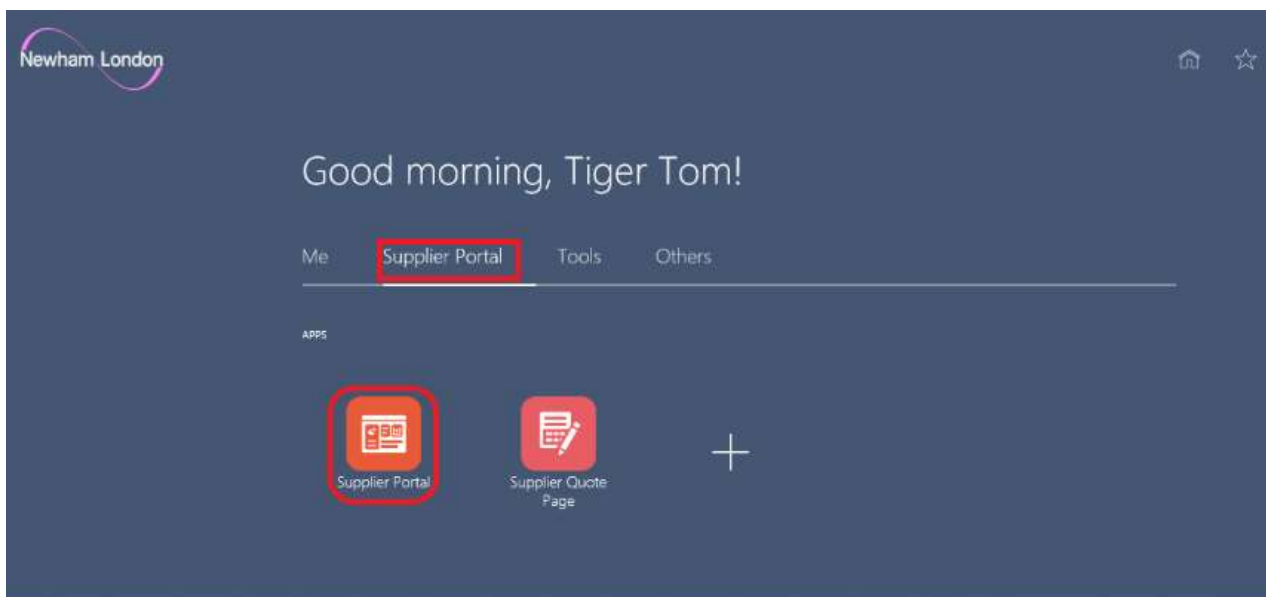 Newham London
Good morning, Tiger Tom!
Me Supplier Portal Tools Others
APPS
Supplier Portal Supplier Quote
Page